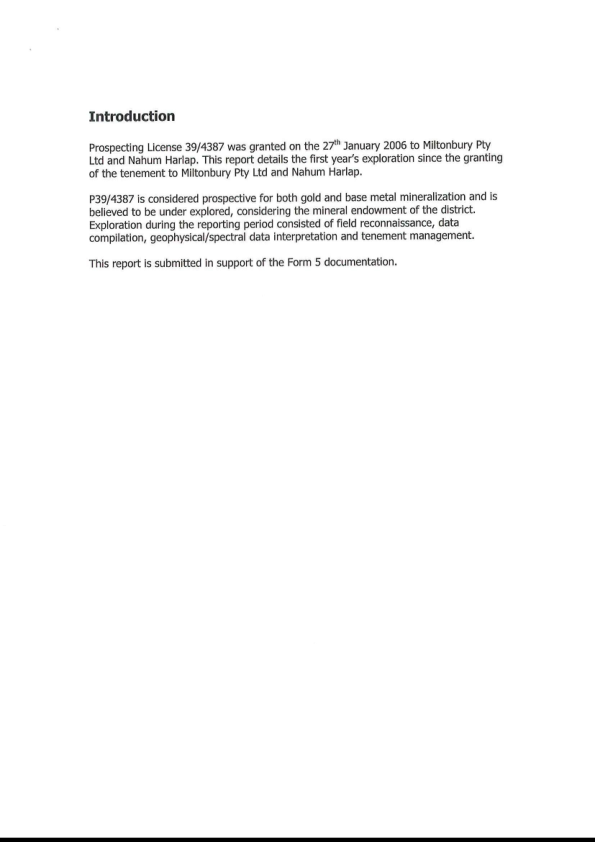 Introduction
Prospecting License 39/4387 was granted on the 27th January 2006 to Miltonbury Pty
Ltd and Nahum Harlap. This report details the first year's exploration since the granting
of the tenement to Miltonbury Pty Ltd and Nahum Harlap.
P39/4387 is considered prospective for both gold and base metal mineralization and is
believed to be under explored, considering the mineral endowment of the district.
Exploration during the reporting period consisted of field reconnaissance, data
compilation, geophysical/spectral data interpretation and tenement management.
This report is submitted in support of the Form 5 documentation.